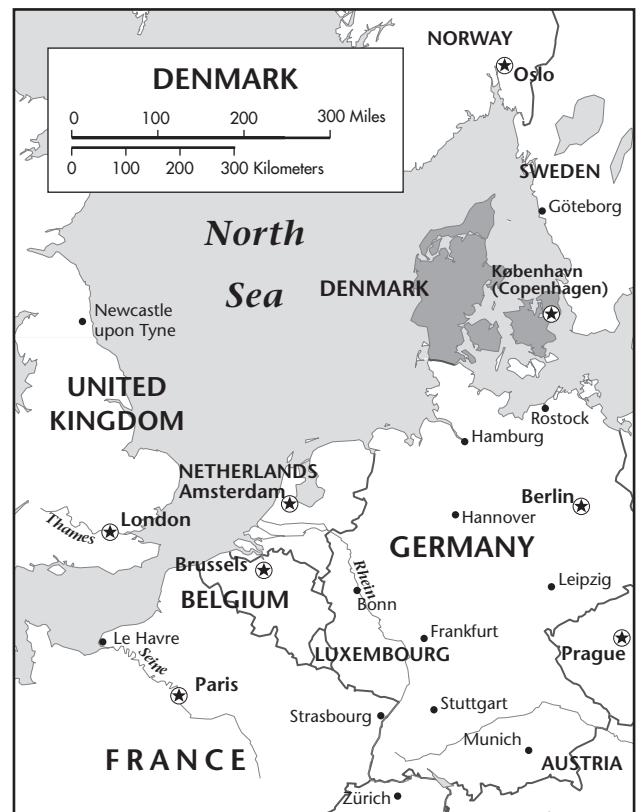 NORWAY
Oslo
DENMARK
0 100 200 300 Miles
0 100 200 300 Kilometers
SWEDEN
Göteborg
North
Sea
DENMARK
København
(Copenhagen)
Newcastle
upon Tyne
UNITED
KINGDOM
Rostock
Hamburg
NETHERLANDS
Amsterdam
Berlin
Hannover
Thames
London
GERMANY
Brussels
BELGIUM
Rhein
Bonn
Leipzig
Le Havre
Seine
Frankfurt
LUXEMBOURG
Prague
Paris
Strasbourg
Stuttgart
Munich
FRANCE
AUSTRIA
Zürich